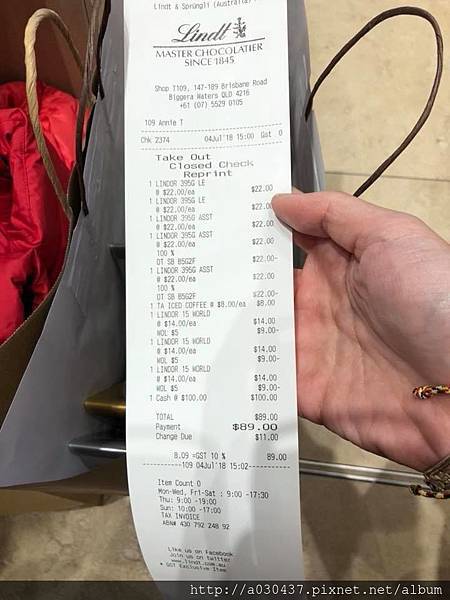 Lindt & Sprüngli (Australia)
Lindt
MASTER CHOCOLATIER
SINCE 1845
Shop T109, 147-189 Brisbane Road
Biggera Waters QLD 4216
+61 (07) 5529 0105
109 Annie T
Chk 2374 04Jul'18 15:00 Gst 0
Take Out
Closed Check
Reprint
1 LINDOR 395G LE
@ $22.00/ea $22.00
1 LINDOR 395G LE
@ $22.00/ea $22.00
1 LINDOR 395G ASST
@ $22.00/ea $22.00
1 LINDOR 395G ASST
@ $22.00/ea $22.00
100 %
OT SB B5G2F $22.00-
1 LINDOR 395G ASST
@ $22.00/ea $22.00
100 %
OT SB B5G2F $22.00-
1 TA ICED COFFEE @ $8.00/ea $8.00
1 LINDOR 15 WORLD
@ $14.00/ea $14.00
WOL $5 $9.00-
1 LINDOR 15 WORLD
@ $14.00/ea $14.00
WOL $5 $9.00-
1 LINDOR 15 WORLD
@ $14.00/ea $14.00
WOL $5 $9.00-
1 Cash @ $100.00 $100.00
TOTAL $89.00
Payment $89.00
Change Due $11.00
8.09 =GST 10 % 89.00
109 04Jul'18 15:02
Item Count 0
Mon-Wed, Fri-Sat : 9:00 -17:30
Thu: 9:00 -19:00
Sun: 10:00 -17:00
TAX INVOICE
ABN# 430 792 248 92
Like us on Facebook
Join us on twitter
www.lindt.com.au
* GST Exclusive Item
http://a030437.pixnet.net/album